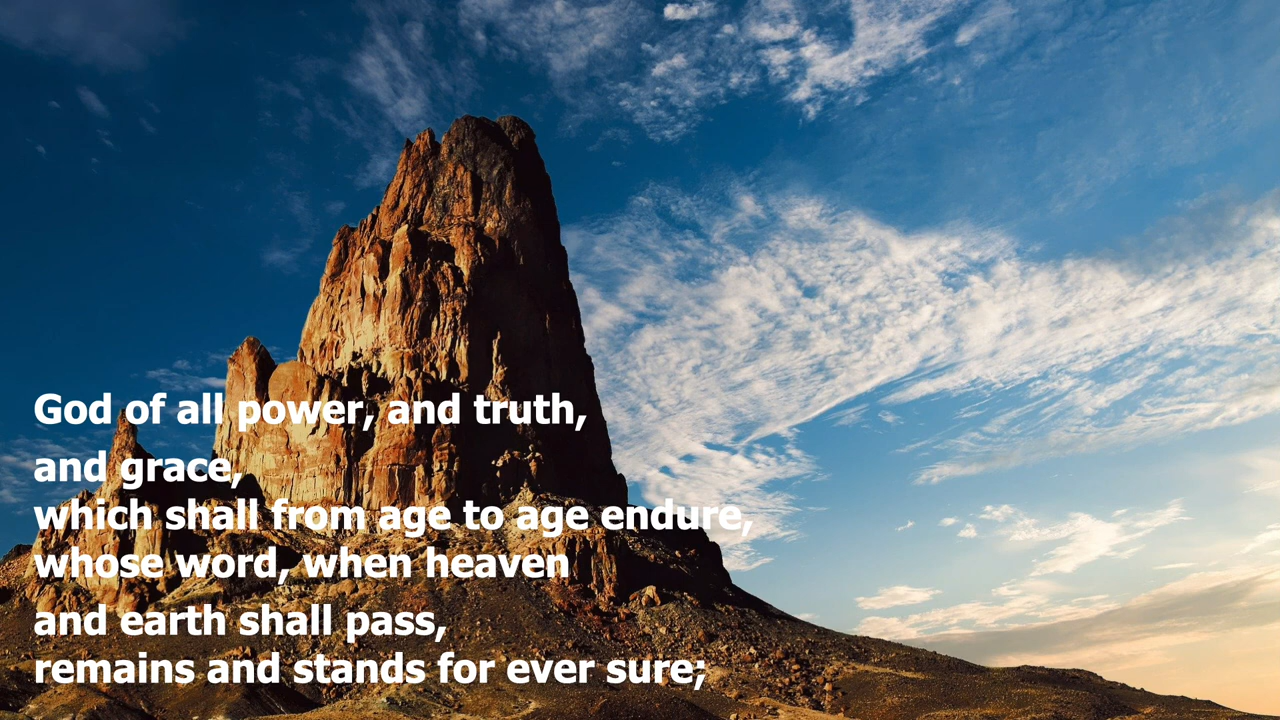 God of all power, and truth,
and grace,
which shall from age to age endure,
whose word, when heaven
and earth shall pass,
remains and stands for ever sure;